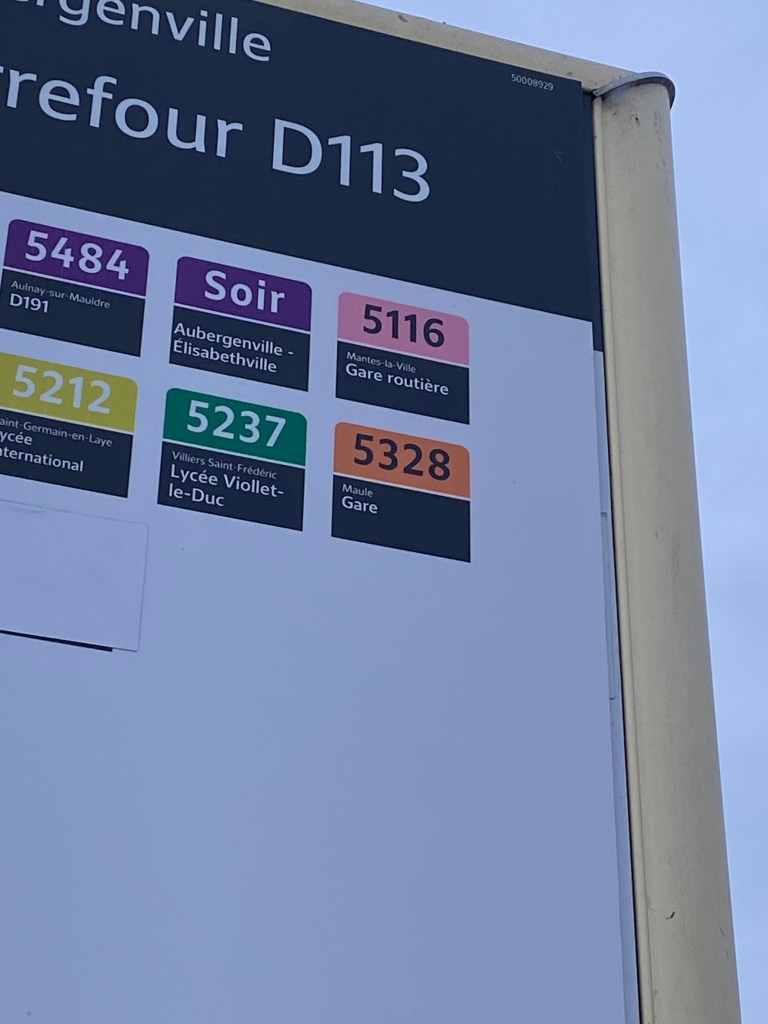 rgenville
50008929
refour D113
5484
Aulnay-sur-Mauldre
D191
Soir
Aubergenville -
Élisabethville
5116
Mantes-la-Ville
Gare routière
5212
aint-Germain-en-Laye
ycée
nternational
5237
Villiers Saint-Frédéric
Lycée Viollet-
le-Duc
5328
Maule
Gare